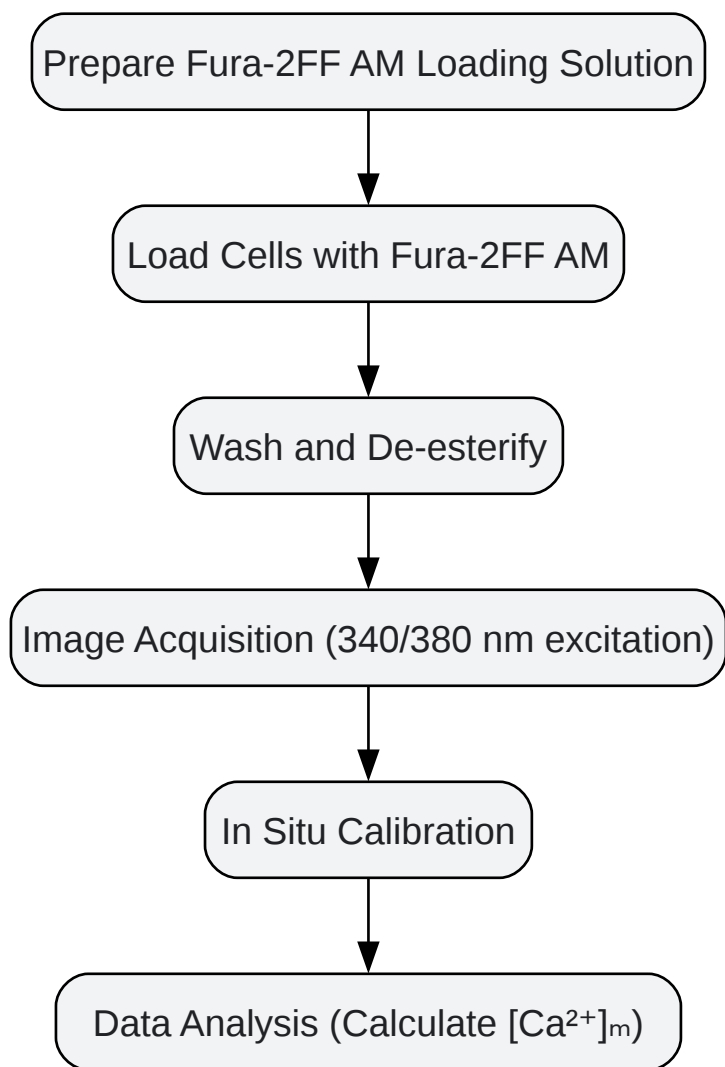 Prepare Fura-2FF AM Loading Solution
Load Cells with Fura-2FF AM
Wash and De-esterify
Image Acquisition (340/380 nm excitation)
In Situ Calibration
Data Analysis (Calculate [Ca²⁺]ₘ)